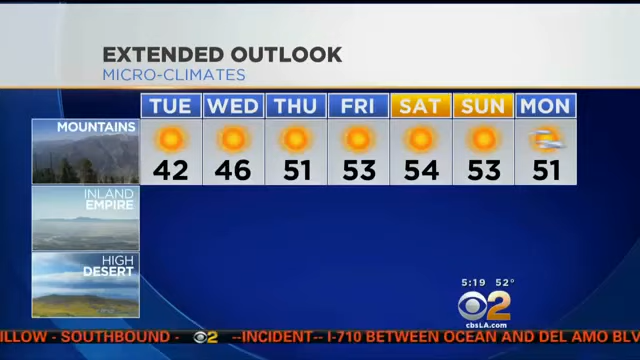 EXTENDED OUTLOOK
MICRO-CLIMATES
TUE WED THU FRI SAT SUN MON
MOUNTAINS
42 46 51 53 54 53 51
INLAND
EMPIRE
HIGH
DESERT
5:19 52°
2
cbsLA.com
ILLOW - SOUTHBOUND - 2 --INCIDENT-- I-710 BETWEEN OCEAN AND DEL AMO BLV